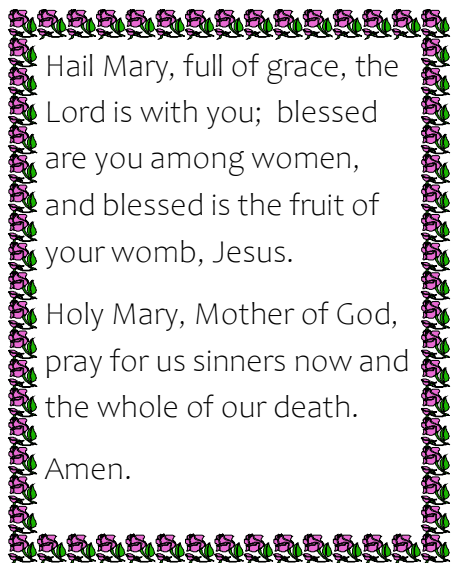 Hail Mary, full of grace, the
Lord is with you;  blessed
are you among women,
and blessed is the fruit of
your womb, Jesus.
Holy Mary, Mother of God,
pray for us sinners now and
the whole of our death.
Amen.